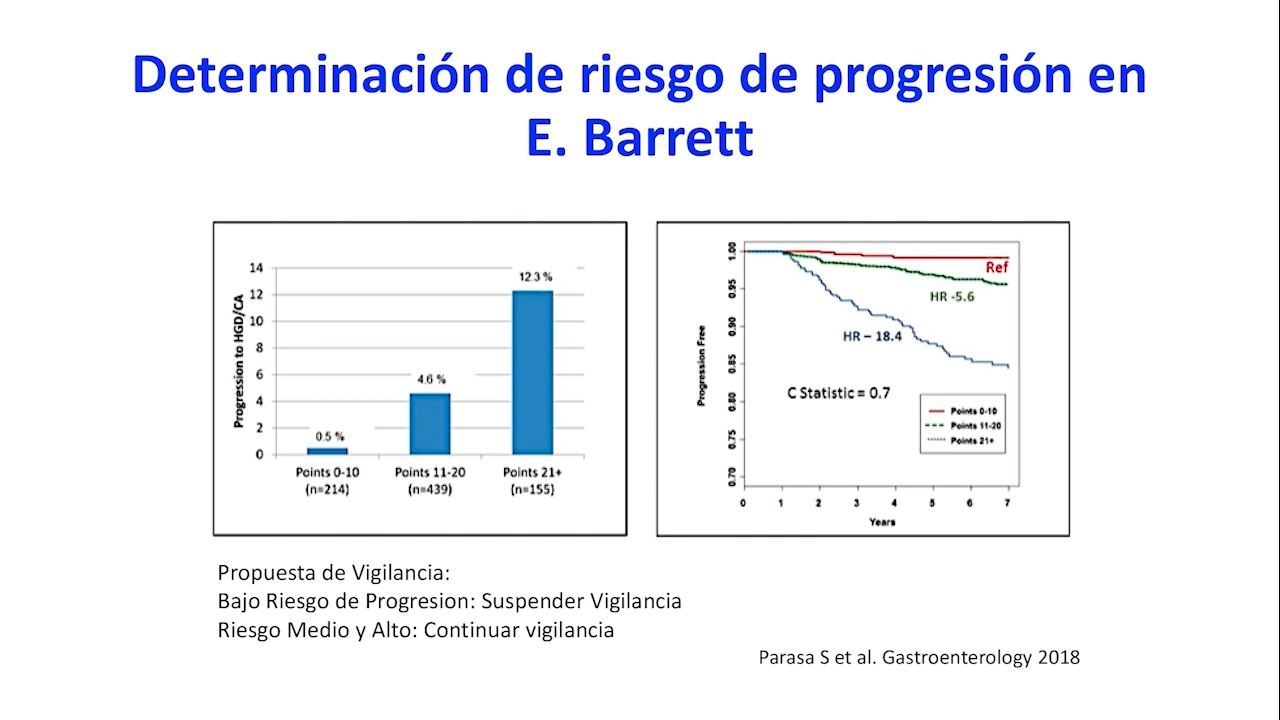 Determinación de riesgo de progresión en
E. Barrett
Progression to HGD/CA
14
12
10
8
6
4
2
0
0.5 %
4.6 %
12.3 %
Points 0-10
(n=214)
Points 11-20
(n=439)
Points 21+
(n=155)
Progression Free
1.00
0.95
0.90
0.85
0.80
0.75
0.70
Ref
HR -5.6
HR – 18.4
C Statistic = 0.7
Points 0-10
Points 11-20
Points 21+
0 1 2 3 4 5 6 7
Years
Propuesta de Vigilancia:
Bajo Riesgo de Progresion: Suspender Vigilancia
Riesgo Medio y Alto: Continuar vigilancia
Parasa S et al. Gastroenterology 2018